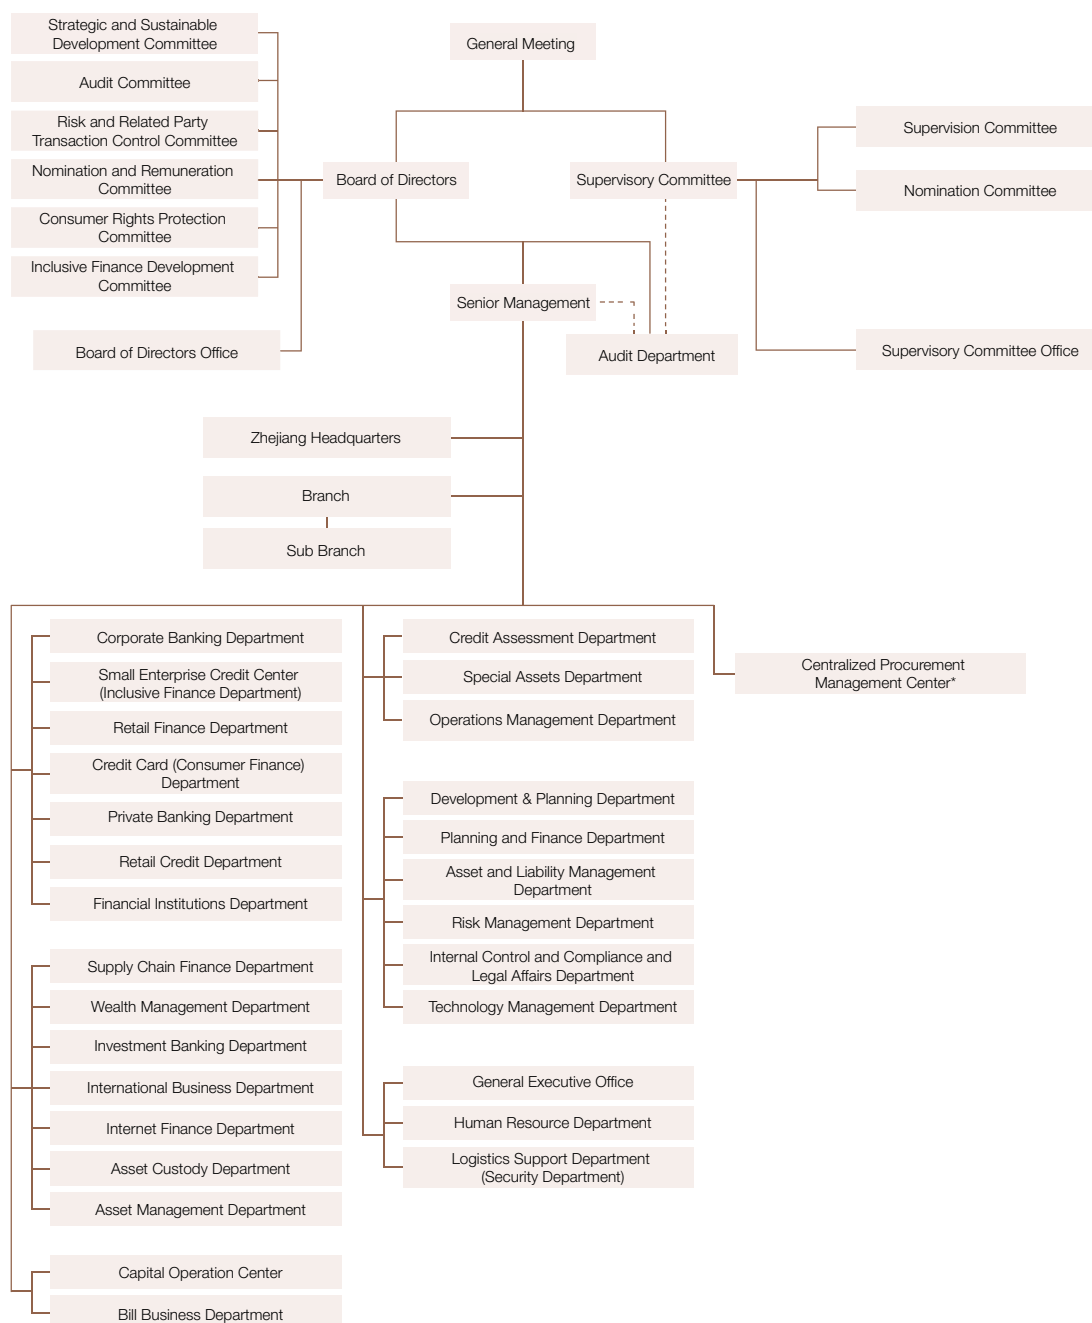 Strategic and Sustainable
Development Committee
Audit Committee
Risk and Related Party
Transaction Control Committee
Nomination and Remuneration
Committee
Consumer Rights Protection
Committee
Inclusive Finance Development
Committee
Board of Directors Office
General Meeting
Board of Directors
Supervisory Committee
Supervision Committee
Nomination Committee
Senior Management
Audit Department
Supervisory Committee Office
Zhejiang Headquarters
Branch
Sub Branch
Corporate Banking Department
Small Enterprise Credit Center
(Inclusive Finance Department)
Retail Finance Department
Credit Card (Consumer Finance)
Department
Private Banking Department
Retail Credit Department
Financial Institutions Department
Supply Chain Finance Department
Wealth Management Department
Investment Banking Department
International Business Department
Internet Finance Department
Asset Custody Department
Asset Management Department
Capital Operation Center
Bill Business Department
Credit Assessment Department
Special Assets Department
Operations Management Department
Development & Planning Department
Planning and Finance Department
Asset and Liability Management
Department
Risk Management Department
Internal Control and Compliance and
Legal Affairs Department
Technology Management Department
General Executive Office
Human Resource Department
Logistics Support Department
(Security Department)
Centralized Procurement
Management Center*